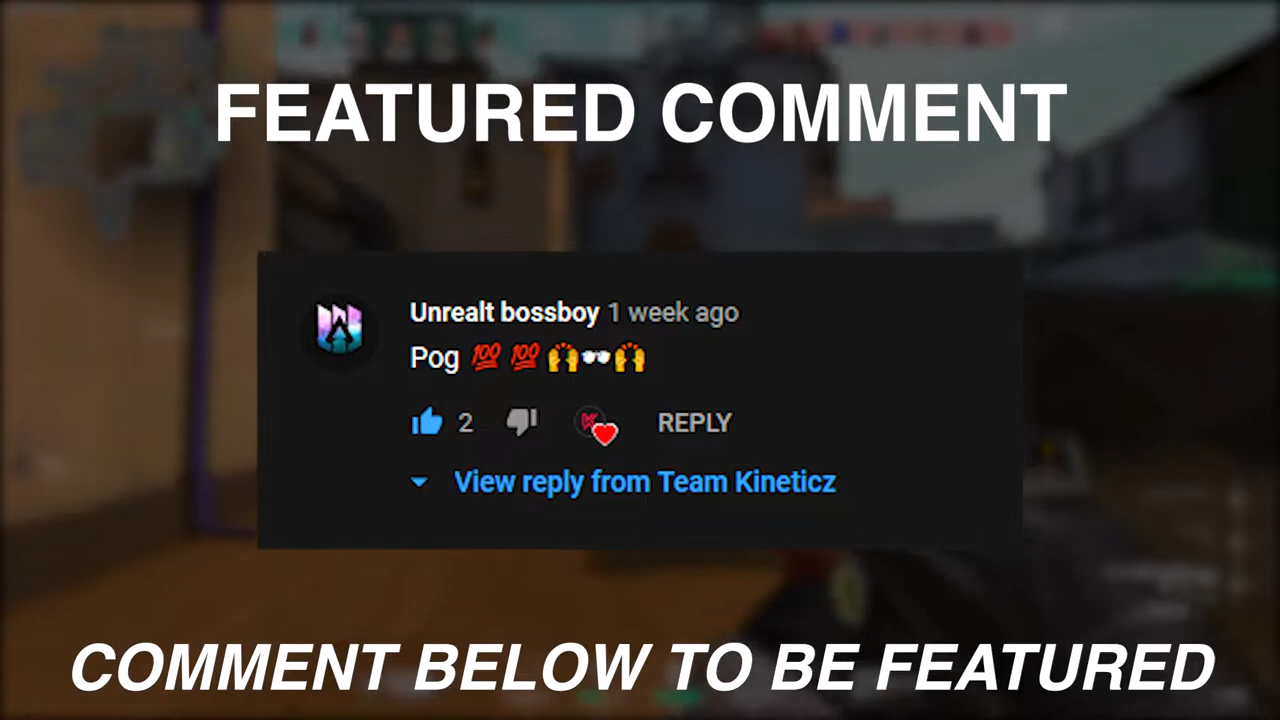 FEATURED COMMENT
Unrealt bossboy 1 week ago
Pog 💯 💯 🙌🕶️🙌
2 REPLY
View reply from Team Kineticz
COMMENT BELOW TO BE FEATURED